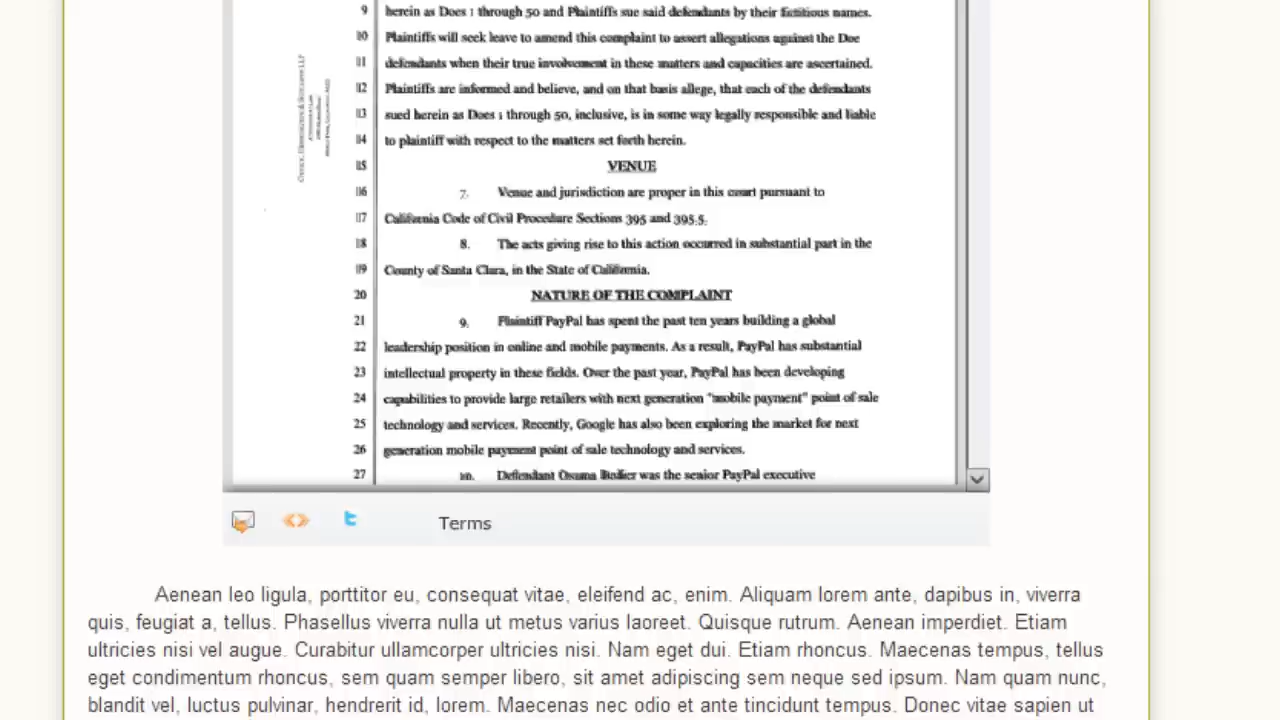 9 herein as Does 1 through 50 and Plaintiffs sue said defendants by their fictitious names.
10 Plaintiffs will seek leave to amend this complaint to assert allegations against the Doe
11 defendants when their true involvement in these matters and capacities are ascertained.
12 Plaintiffs are informed and believe, and on that basis allege, that each of the defendants
13 sued herein as Does 1 through 50, inclusive, is in some way legally responsible and liable
14 to plaintiff with respect to the matters set forth herein.
15 VENUE
16 7. Venue and jurisdiction are proper in this court pursuant to
17 California Code of Civil Procedure Sections 395 and 395.5.
18 8. The acts giving rise to this action occurred in substantial part in the
19 County of Santa Clara, in the State of California.
20 NATURE OF THE COMPLAINT
21 9. Plaintiff PayPal has spent the past ten years building a global
22 leadership position in online and mobile payments. As a result, PayPal has substantial
23 intellectual property in these fields. Over the past year, PayPal has been developing
24 capabilities to provide large retailers with next generation "mobile payment" point of sale
25 technology and services. Recently, Google has also been exploring the market for next
26 generation mobile payment point of sale technology and services.
27 10. Defendant Osama Bedier was the senior PayPal executive
Terms
Aenean leo ligula, porttitor eu, consequat vitae, eleifend ac, enim. Aliquam lorem ante, dapibus in, viverra
quis, feugiat a, tellus. Phasellus viverra nulla ut metus varius laoreet. Quisque rutrum. Aenean imperdiet. Etiam
ultricies nisi vel augue. Curabitur ullamcorper ultricies nisi. Nam eget dui. Etiam rhoncus. Maecenas tempus, tellus
eget condimentum rhoncus, sem quam semper libero, sit amet adipiscing sem neque sed ipsum. Nam quam nunc,
blandit vel, luctus pulvinar, hendrerit id, lorem. Maecenas nec odio et ante tincidunt tempus. Donec vitae sapien ut